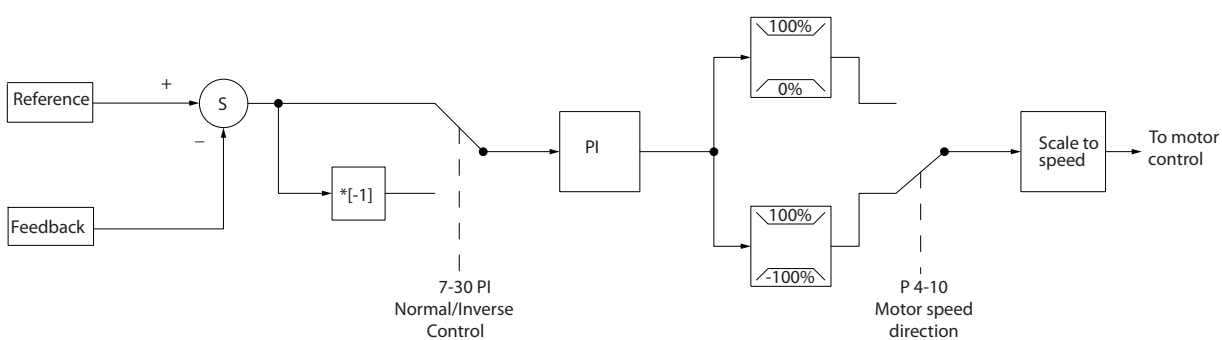 Reference
+
S
−
Feedback
*[-1]
7-30 PI
Normal/Inverse
Control
PI
100%
0%
100%
-100%
P 4-10
Motor speed
direction
Scale to
speed
To motor
control